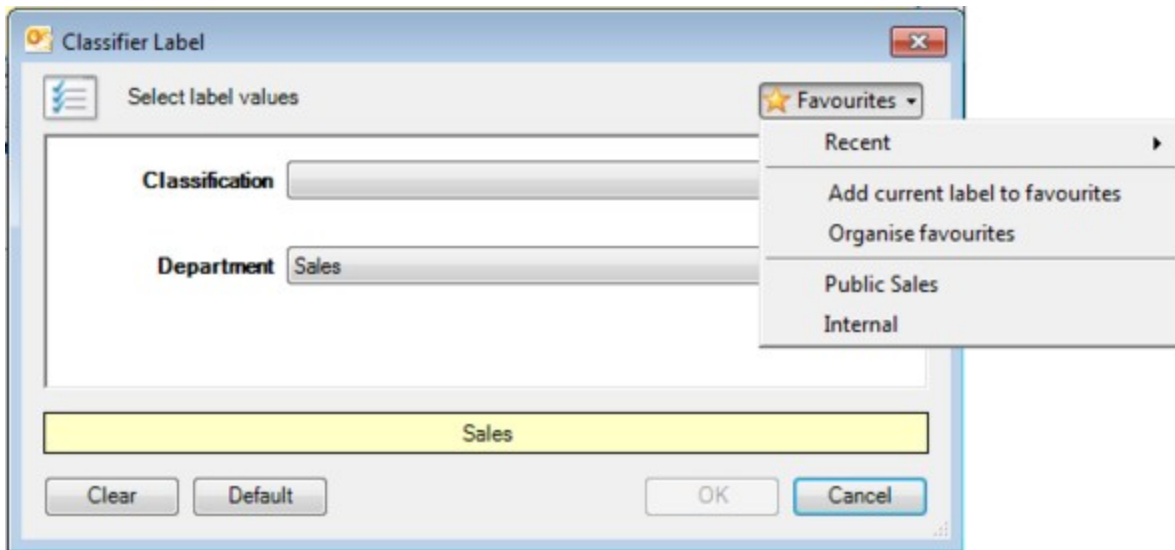 Classifier Label
Select label values
Favourites
Recent
Add current label to favourites
Organise favourites
Public Sales
Internal
Classification
Department Sales
Sales
Clear Default OK Cancel